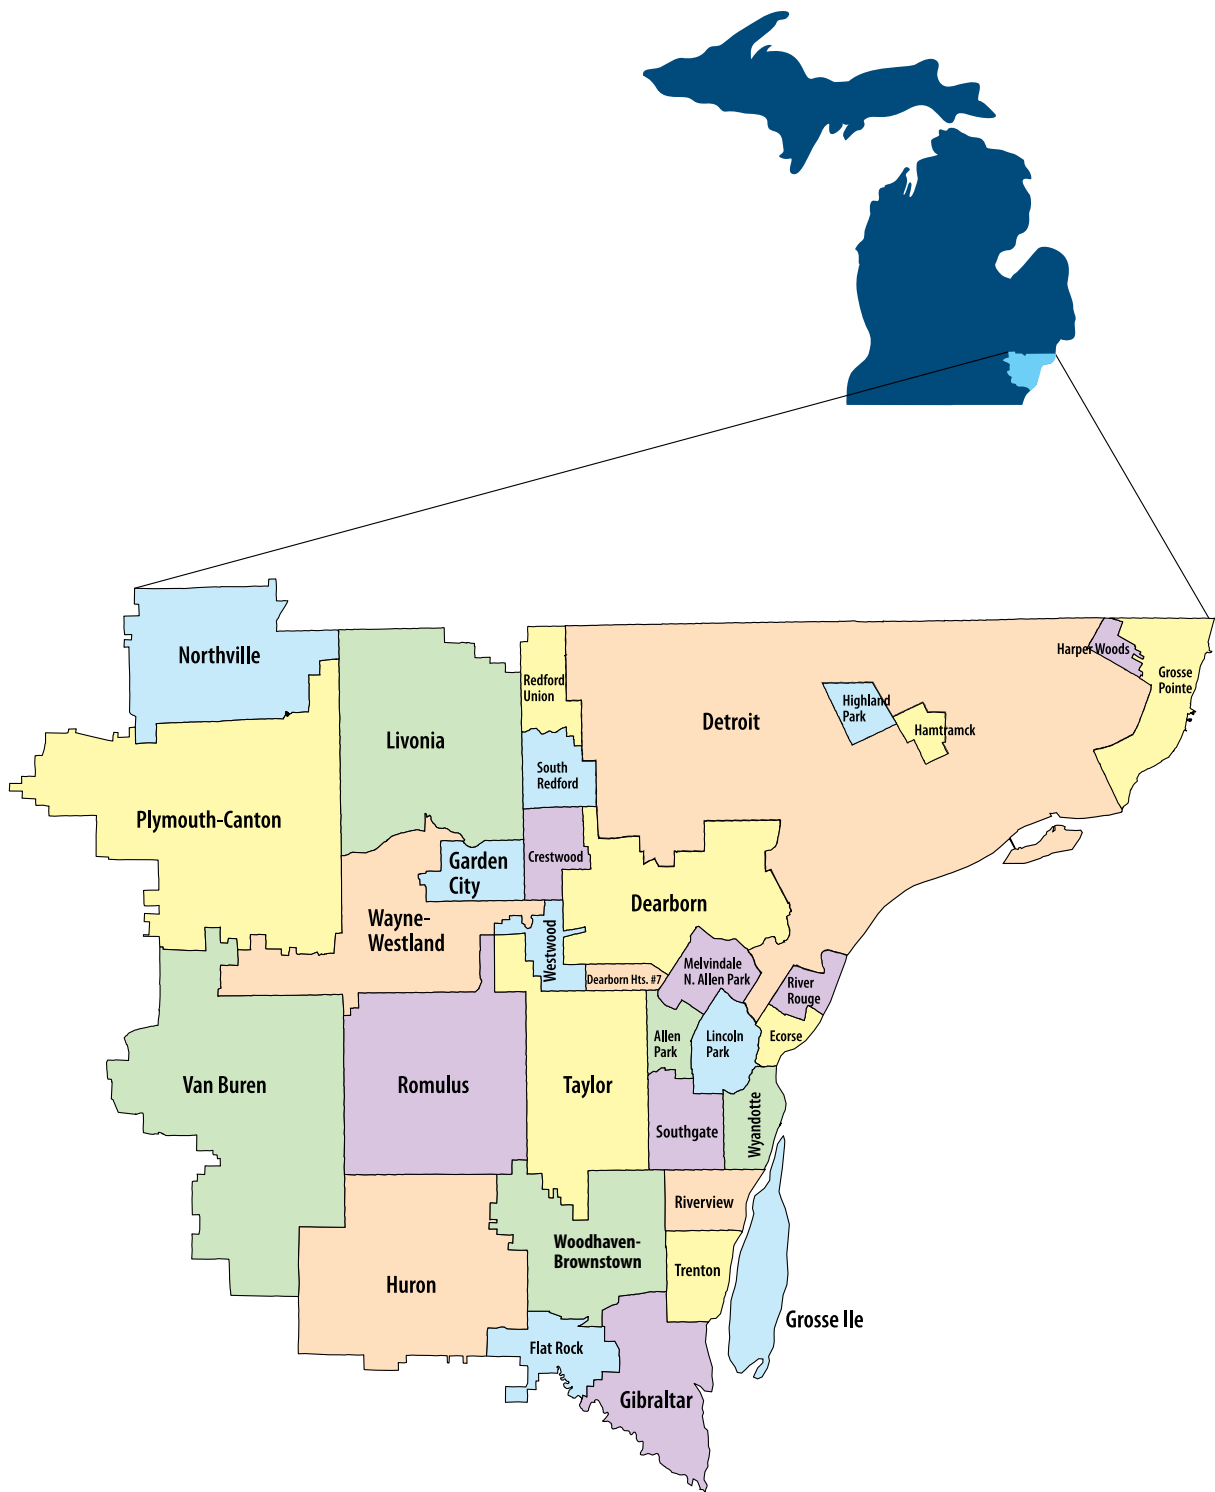 Northville
Harper Woods
Redford
Union
Grosse
Pointe
Highland
Park
Detroit
Hamtramck
Livonia
South
Redford
Plymouth-Canton
Crestwood
Garden
City
Dearborn
Wayne-
Westland
Westwood
Melvindale
N. Allen Park
Dearborn Hts. #7
River
Rouge
Allen
Park
Lincoln
Park
Ecorse
Van Buren
Romulus
Taylor
Wyandotte
Southgate
Riverview
Woodhaven-
Brownstown
Trenton
Huron
Grosse Ile
Flat Rock
Gibraltar